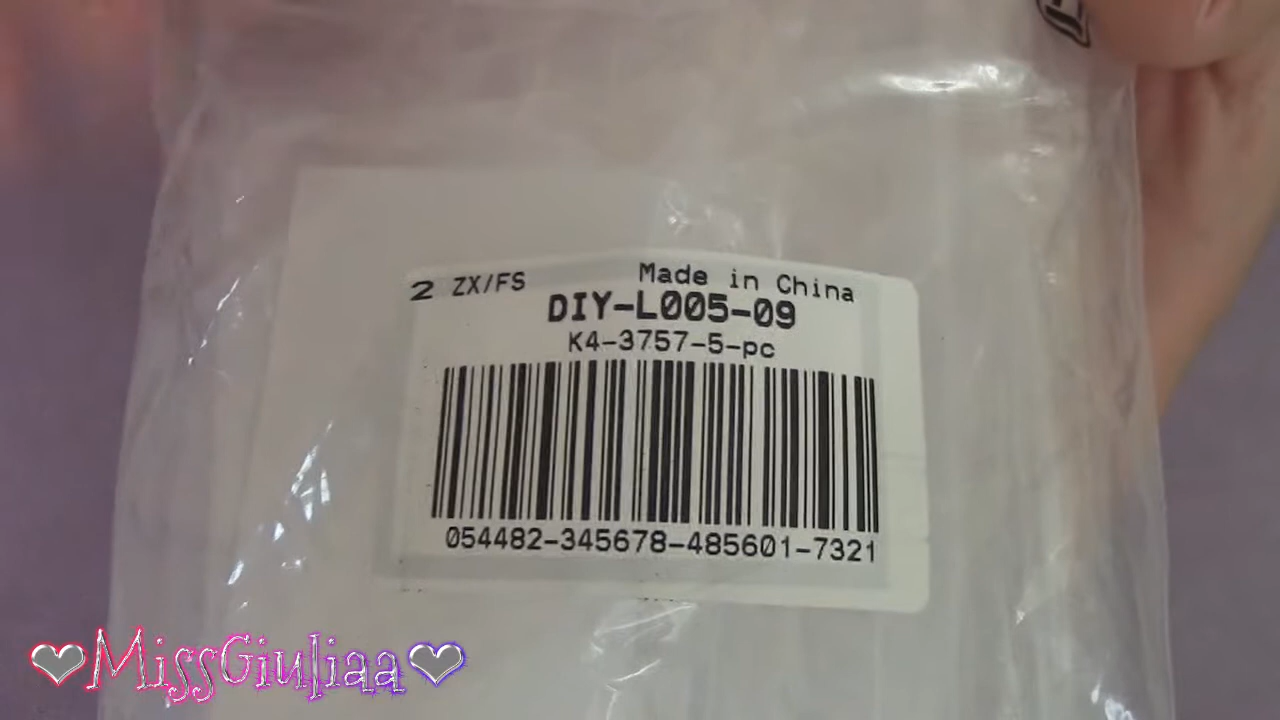 2 ZX/FS Made in China
DIY-L005-09
K4-3757-5-pc
054482-345678-485601-7321
❤MissGiuliaa❤